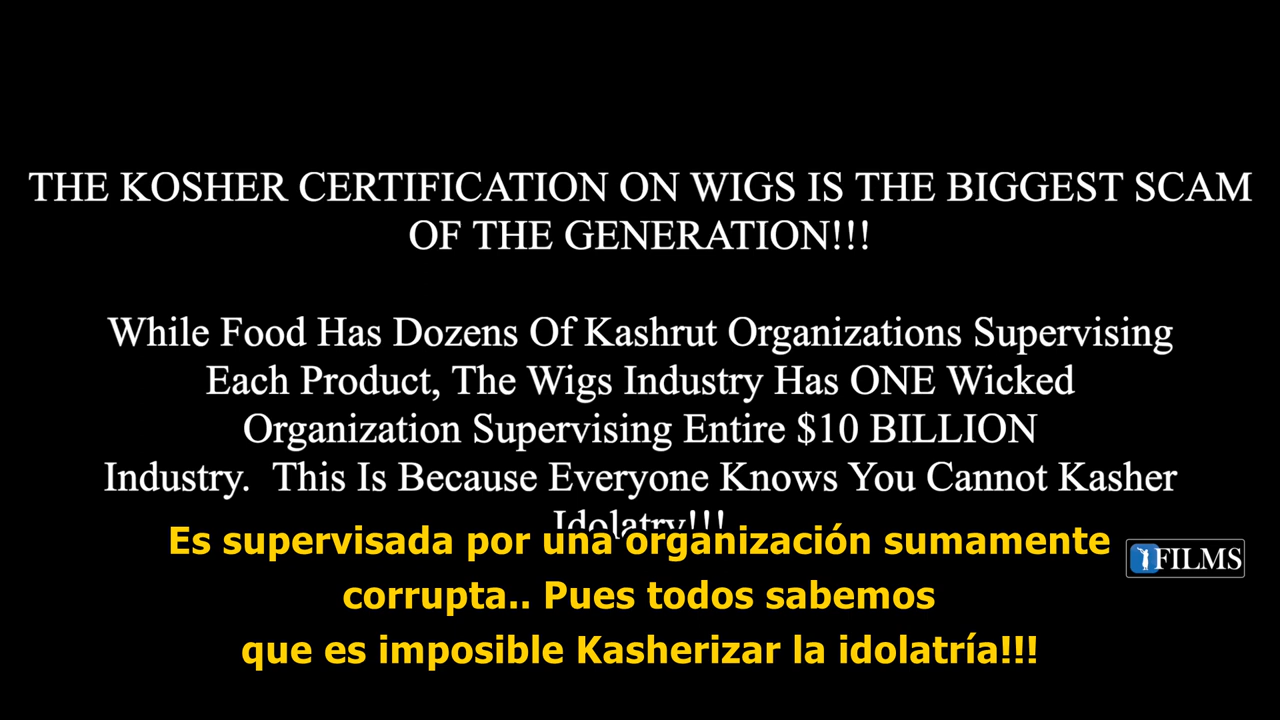 THE KOSHER CERTIFICATION ON WIGS IS THE BIGGEST SCAM
OF THE GENERATION!!!
While Food Has Dozens Of Kashrut Organizations Supervising
Each Product, The Wigs Industry Has ONE Wicked
Organization Supervising Entire $10 BILLION
Industry.  This Is Because Everyone Knows You Cannot Kasher
Idolatry!!!
Es supervisada por una organización sumamente
corrupta.. Pues todos sabemos
que es imposible Kasherizar la idolatría!!!
FILMS